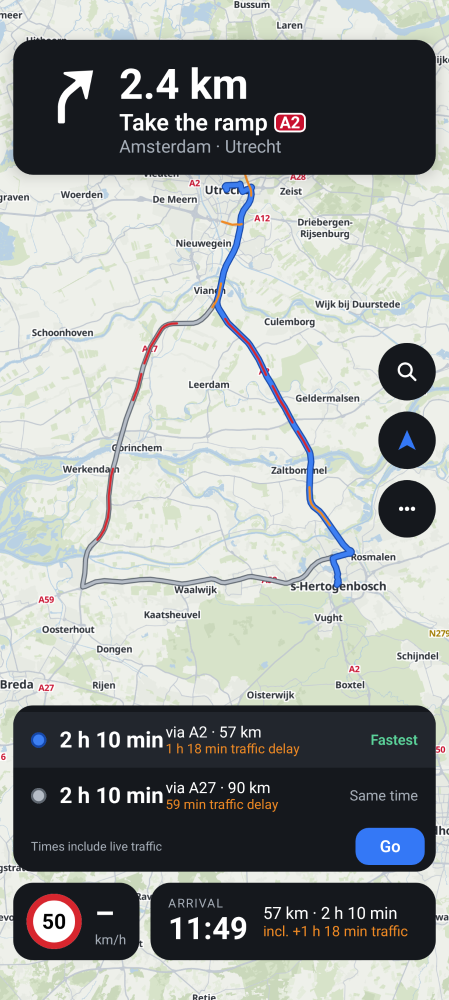 Bussum
Laren
2.4 km
Take the ramp A2
Amsterdam · Utrecht
A2
A28
Woerden
De Meern
Zeist
A12
Driebergen-
Rijsenburg
Nieuwegein
Vianen
Wijk bij Duurstede
Culemborg
Schoonhoven
Leerdam
Geldermalsen
Gorinchem
Werkendam
Zaltbommel
Rosmalen
s-Hertogenbosch
Waalwijk
A59
Kaatsheuvel
Vught
Oosterhout
N279
Dongen
Schijndel
A2
Breda
A27
Rijen
Boxtel
Oisterwijk
2 h 10 min
via A2 · 57 km
1 h 18 min traffic delay
Fastest
2 h 10 min
via A27 · 90 km
59 min traffic delay
Same time
Times include live traffic
Go
50
–
km/h
ARRIVAL
11:49
57 km · 2 h 10 min
incl. +1 h 18 min traffic
Retie